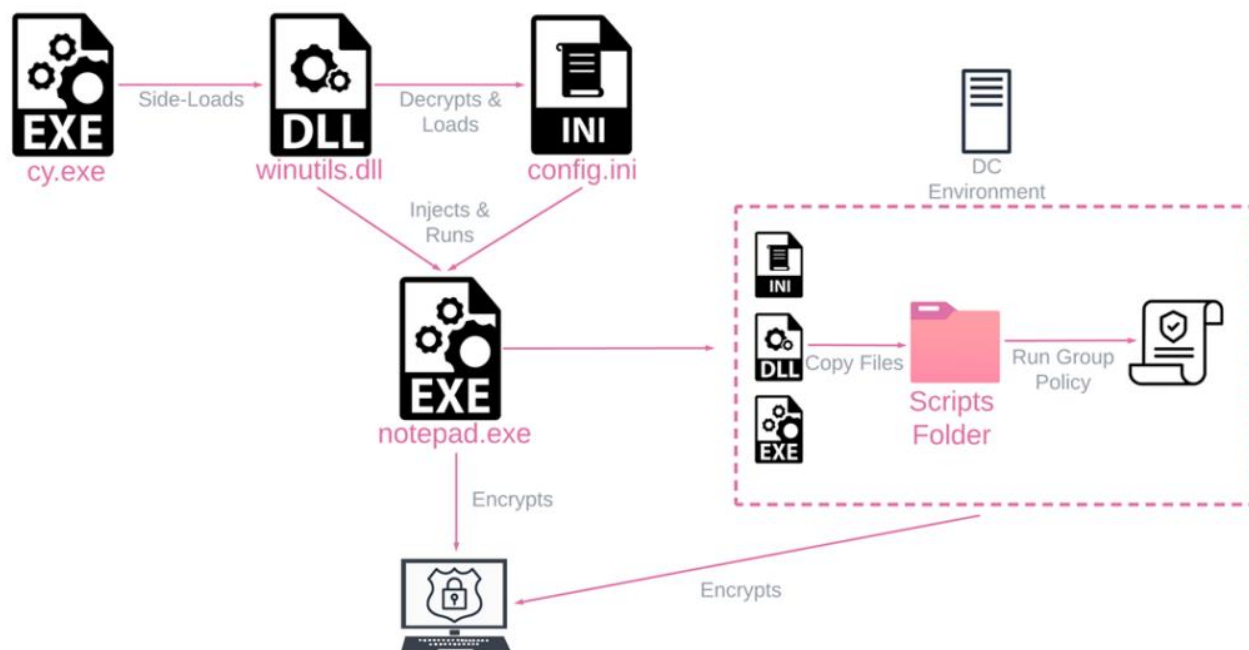 EXE
cy.exe
Side-Loads
DLL
winutils.dll
Decrypts &
Loads
INI
config.ini
Injects &
Runs
EXE
notepad.exe
Encrypts
DC
Environment
INI
DLL
EXE
Copy Files
Scripts
Folder
Run Group
Policy
Encrypts